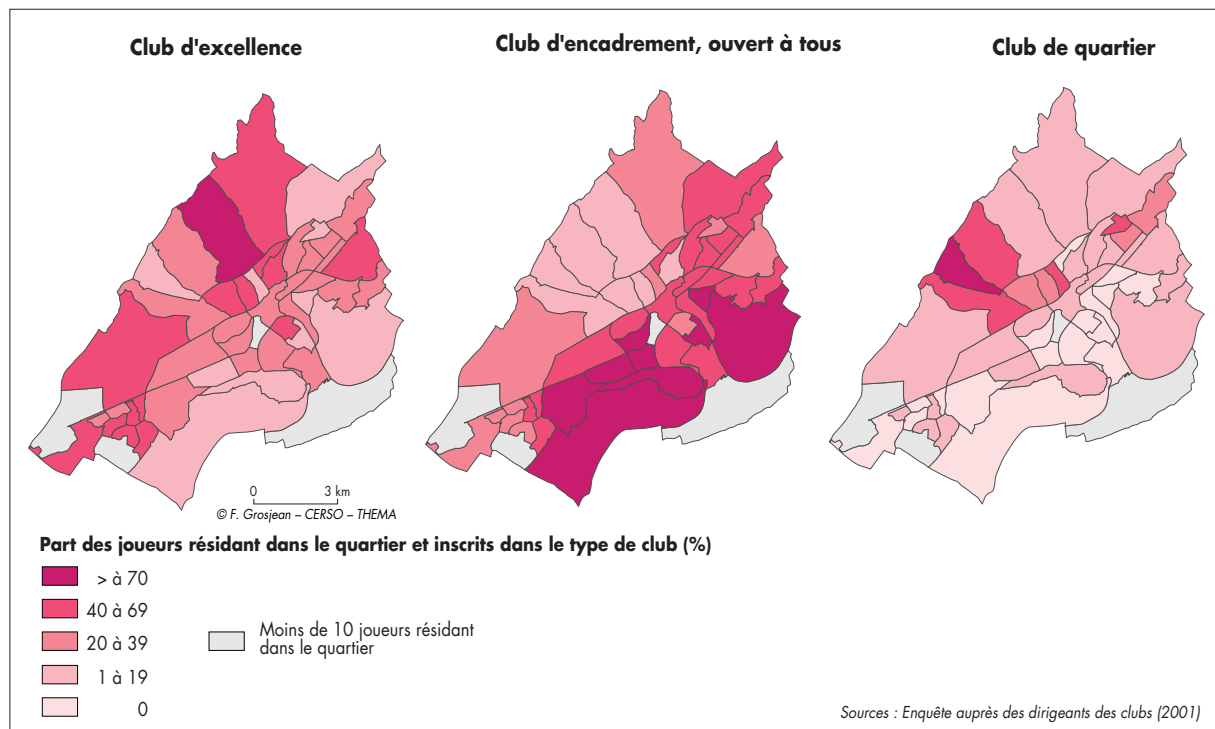 Club d'excellence
Club d'encadrement, ouvert à tous
Club de quartier
0 3 km
© F. Grosjean – CERSO – THEMA
Part des joueurs résidant dans le quartier et inscrits dans le type de club (%)
> à 70
40 à 69
20 à 39
1 à 19
0
Moins de 10 joueurs résidant
dans le quartier
Sources : Enquête auprès des dirigeants des clubs (2001)